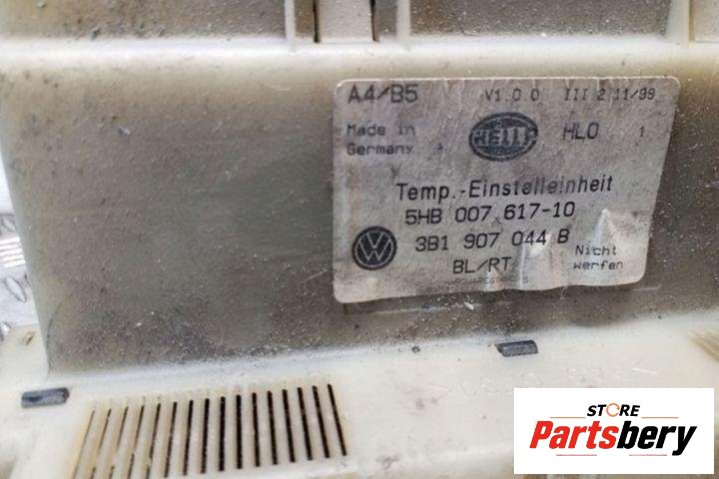 A4/B5 V1.0.0 III 2 11/99
Made in Germany HLO 1
HELLA
Temp.-Einstelleinheit
5HB 007 617-10
VW 3B1 907 044 B
BL/RT Nicht werfen
STORE
Partsbery